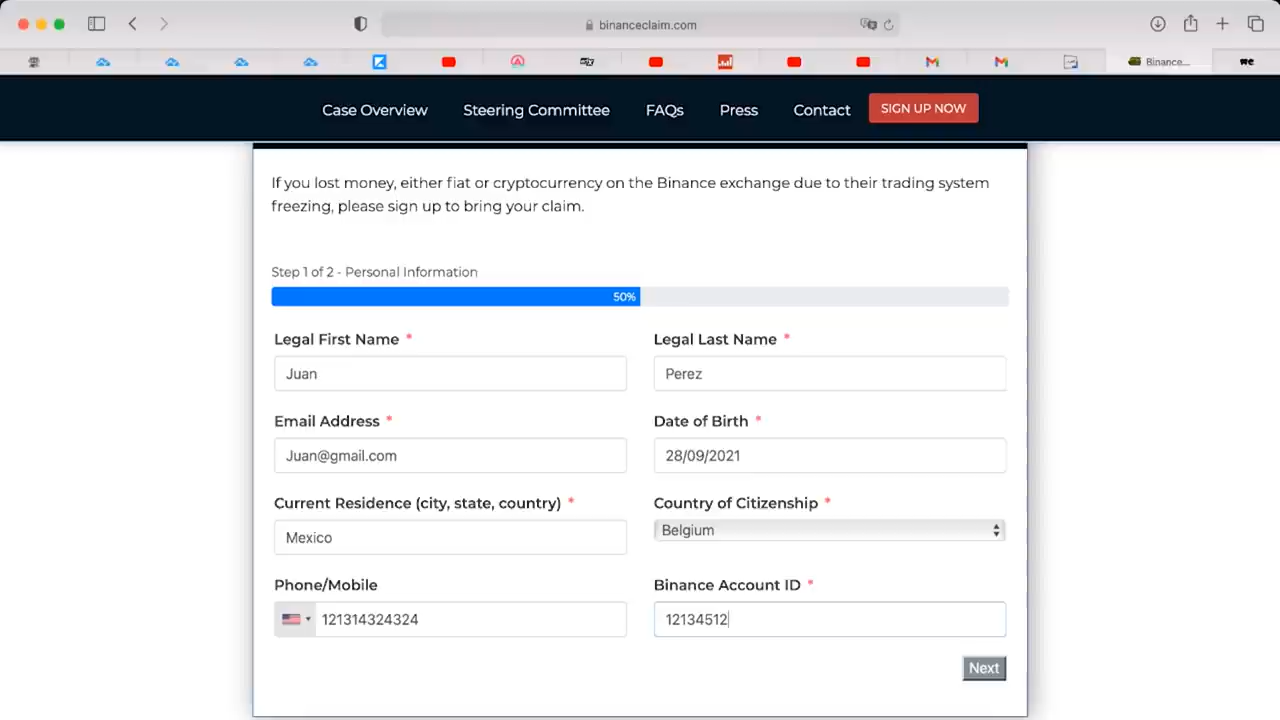 binanceclaim.com
Binance...
Case Overview Steering Committee FAQs Press Contact SIGN UP NOW
If you lost money, either fiat or cryptocurrency on the Binance exchange due to their trading system
freezing, please sign up to bring your claim.
Step 1 of 2 - Personal Information
50%
Legal First Name * Legal Last Name *
Juan Perez
Email Address * Date of Birth *
Juan@gmail.com 28/09/2021
Current Residence (city, state, country) * Country of Citizenship *
Mexico Belgium
Phone/Mobile Binance Account ID *
121314324324 12134512
Next